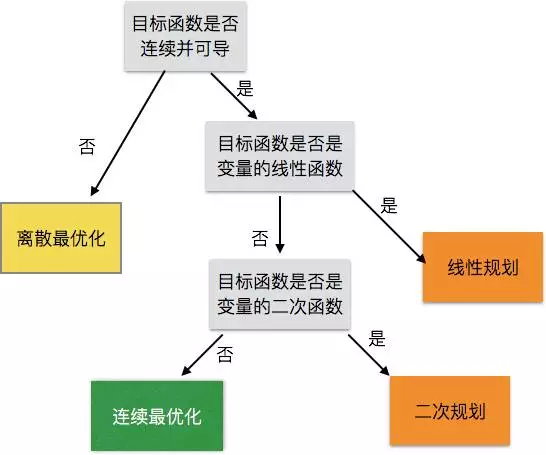 目标函数是否
连续并可导
是
否
目标函数是否是
变量的线性函数
是
离散最优化
否
线性规划
目标函数是否是
变量的二次函数
是
否
连续最优化
二次规划